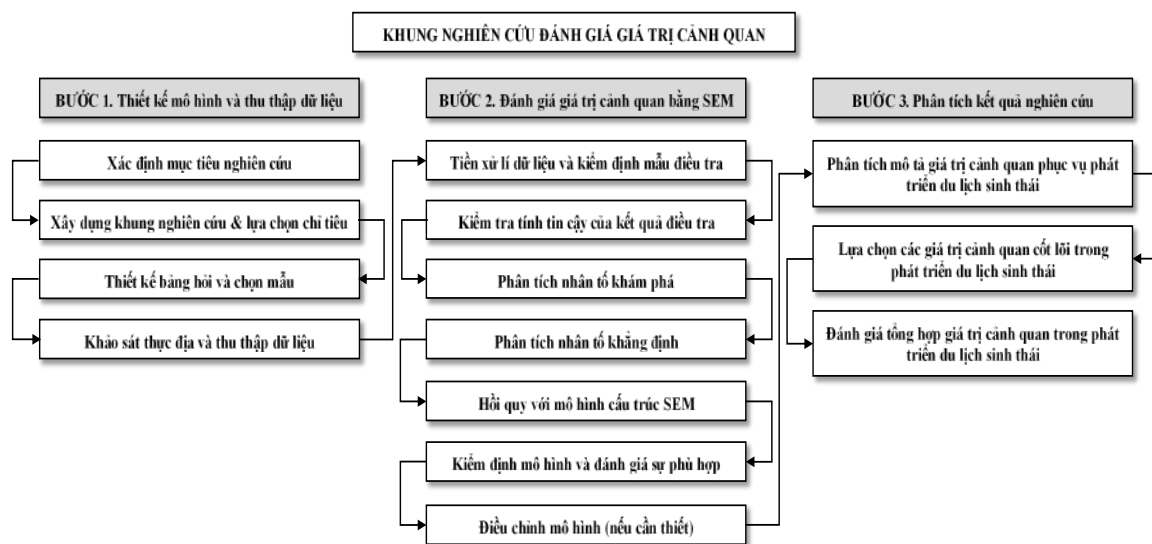 KHUNG NGHIÊN CỨU ĐÁNH GIÁ GIÁ TRỊ CẢNH QUAN
BƯỚC 1. Thiết kế mô hình và thu thập dữ liệu
Xác định mục tiêu nghiên cứu
Xây dựng khung nghiên cứu & lựa chọn chỉ tiêu
Thiết kế bảng hỏi và chọn mẫu
Khảo sát thực địa và thu thập dữ liệu
BƯỚC 2. Đánh giá giá trị cảnh quan bằng SEM
Tiền xử lí dữ liệu và kiểm định mẫu điều tra
Kiểm tra tính tin cậy của kết quả điều tra
Phân tích nhân tố khám phá
Phân tích nhân tố khẳng định
Hồi quy với mô hình cấu trúc SEM
Kiểm định mô hình và đánh giá sự phù hợp
Điều chỉnh mô hình (nếu cần thiết)
BƯỚC 3. Phân tích kết quả nghiên cứu
Phân tích mô tả giá trị cảnh quan phục vụ phát
triển du lịch sinh thái
Lựa chọn các giá trị cảnh quan cốt lõi trong
phát triển du lịch sinh thái
Đánh giá tổng hợp giá trị cảnh quan trong phát
triển du lịch sinh thái